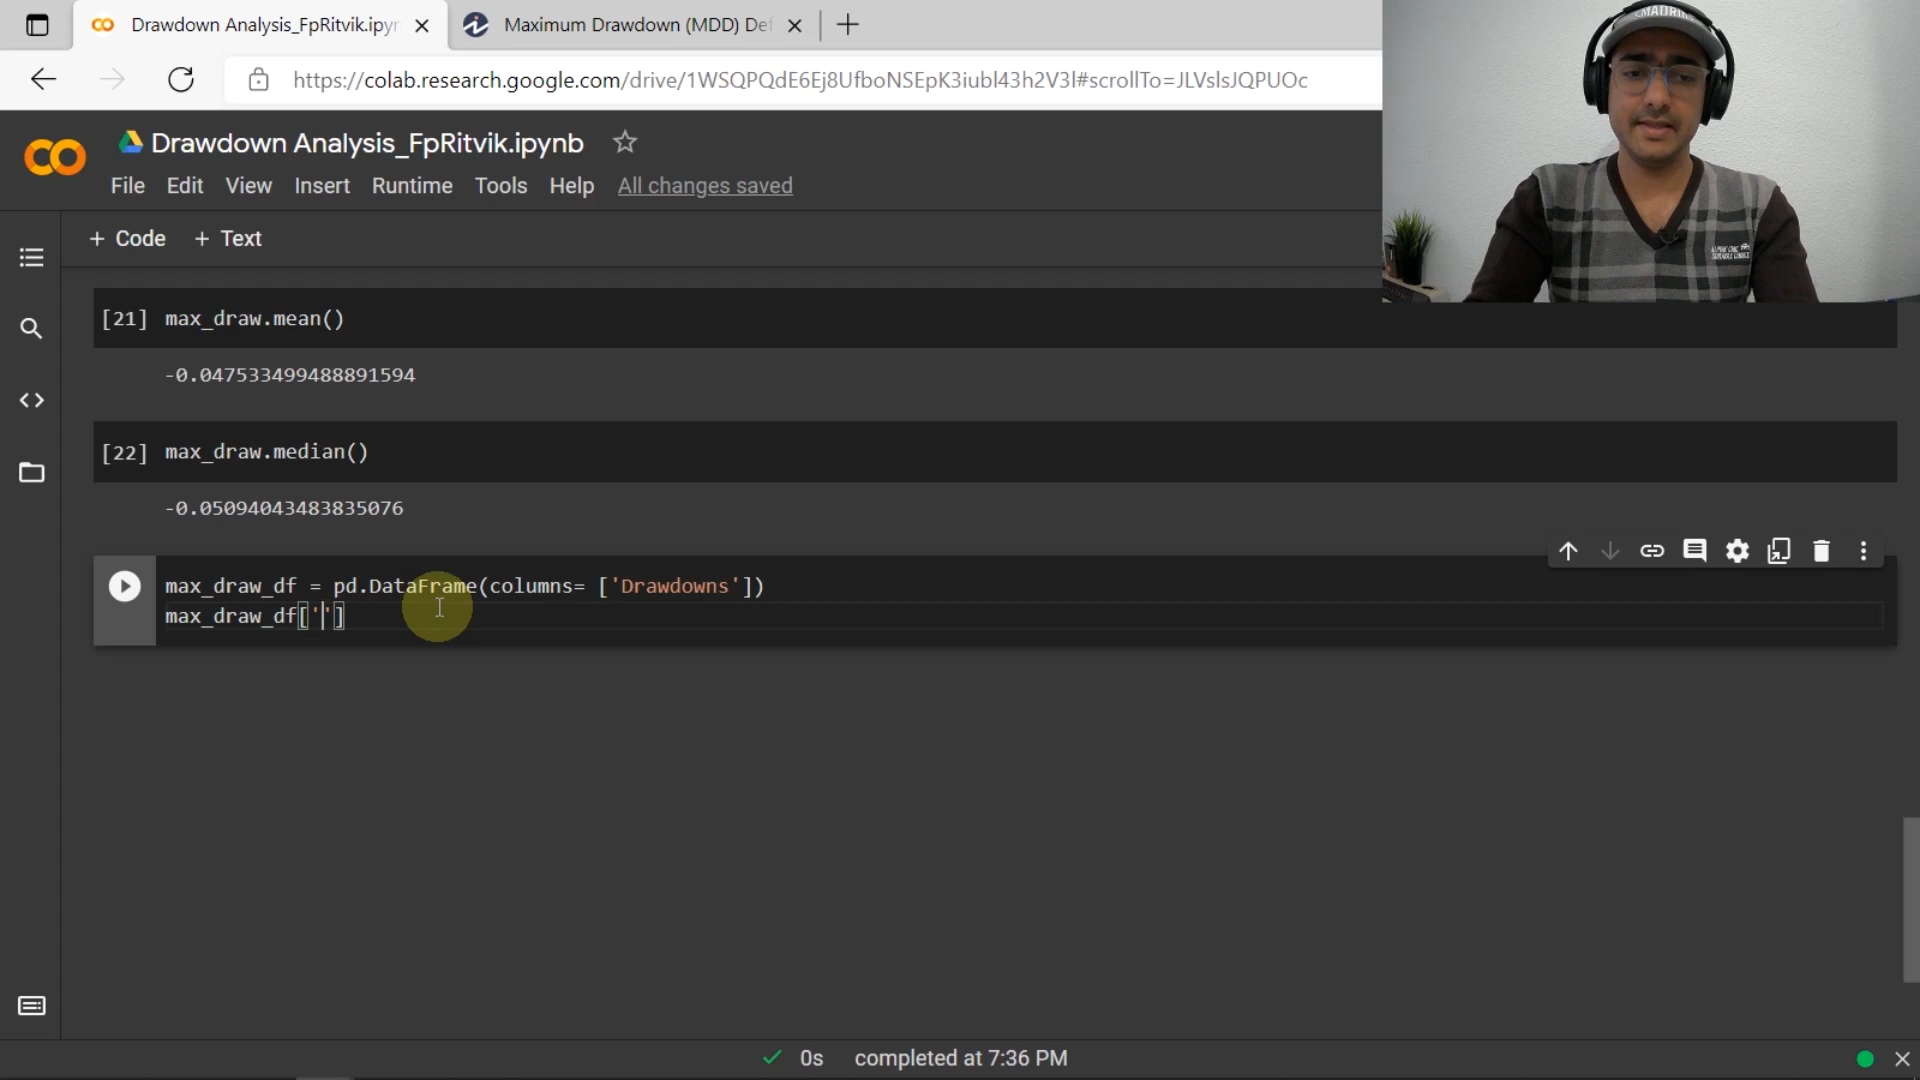 Drawdown Analysis_FpRitvik.ipyn
Maximum Drawdown (MDD) Def
https://colab.research.google.com/drive/1WSQPQdE6Ej8UfboNSEpK3iubl43h2V3l#scrollTo=JLVslsJQPUOc
Drawdown Analysis_FpRitvik.ipynb
File Edit View Insert Runtime Tools Help All changes saved
+ Code + Text
[21] max_draw.mean()
-0.047533499488891594
[22] max_draw.median()
-0.05094043483835076
max_draw_df = pd.DataFrame(columns= ['Drawdowns'])
max_draw_df['']
0s completed at 7:36 PM